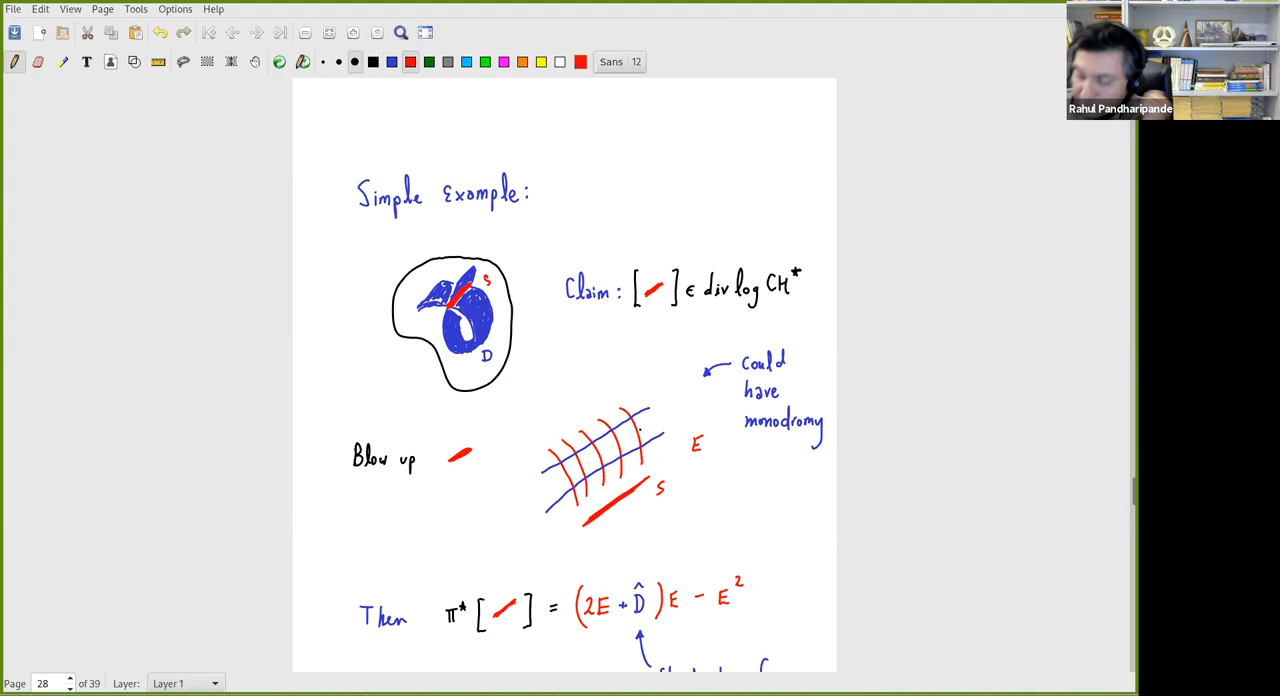 File Edit View Page Tools Options Help
Sans 12
Rahul Pandharipande
Simple Example:
S
D
Claim: [ ] ∈ div log CH*
could
have
monodromy
Blow up
E
S
Then π* [ ] = (2E + D̂)E - E²
Page 28 of 39 Layer: Layer 1